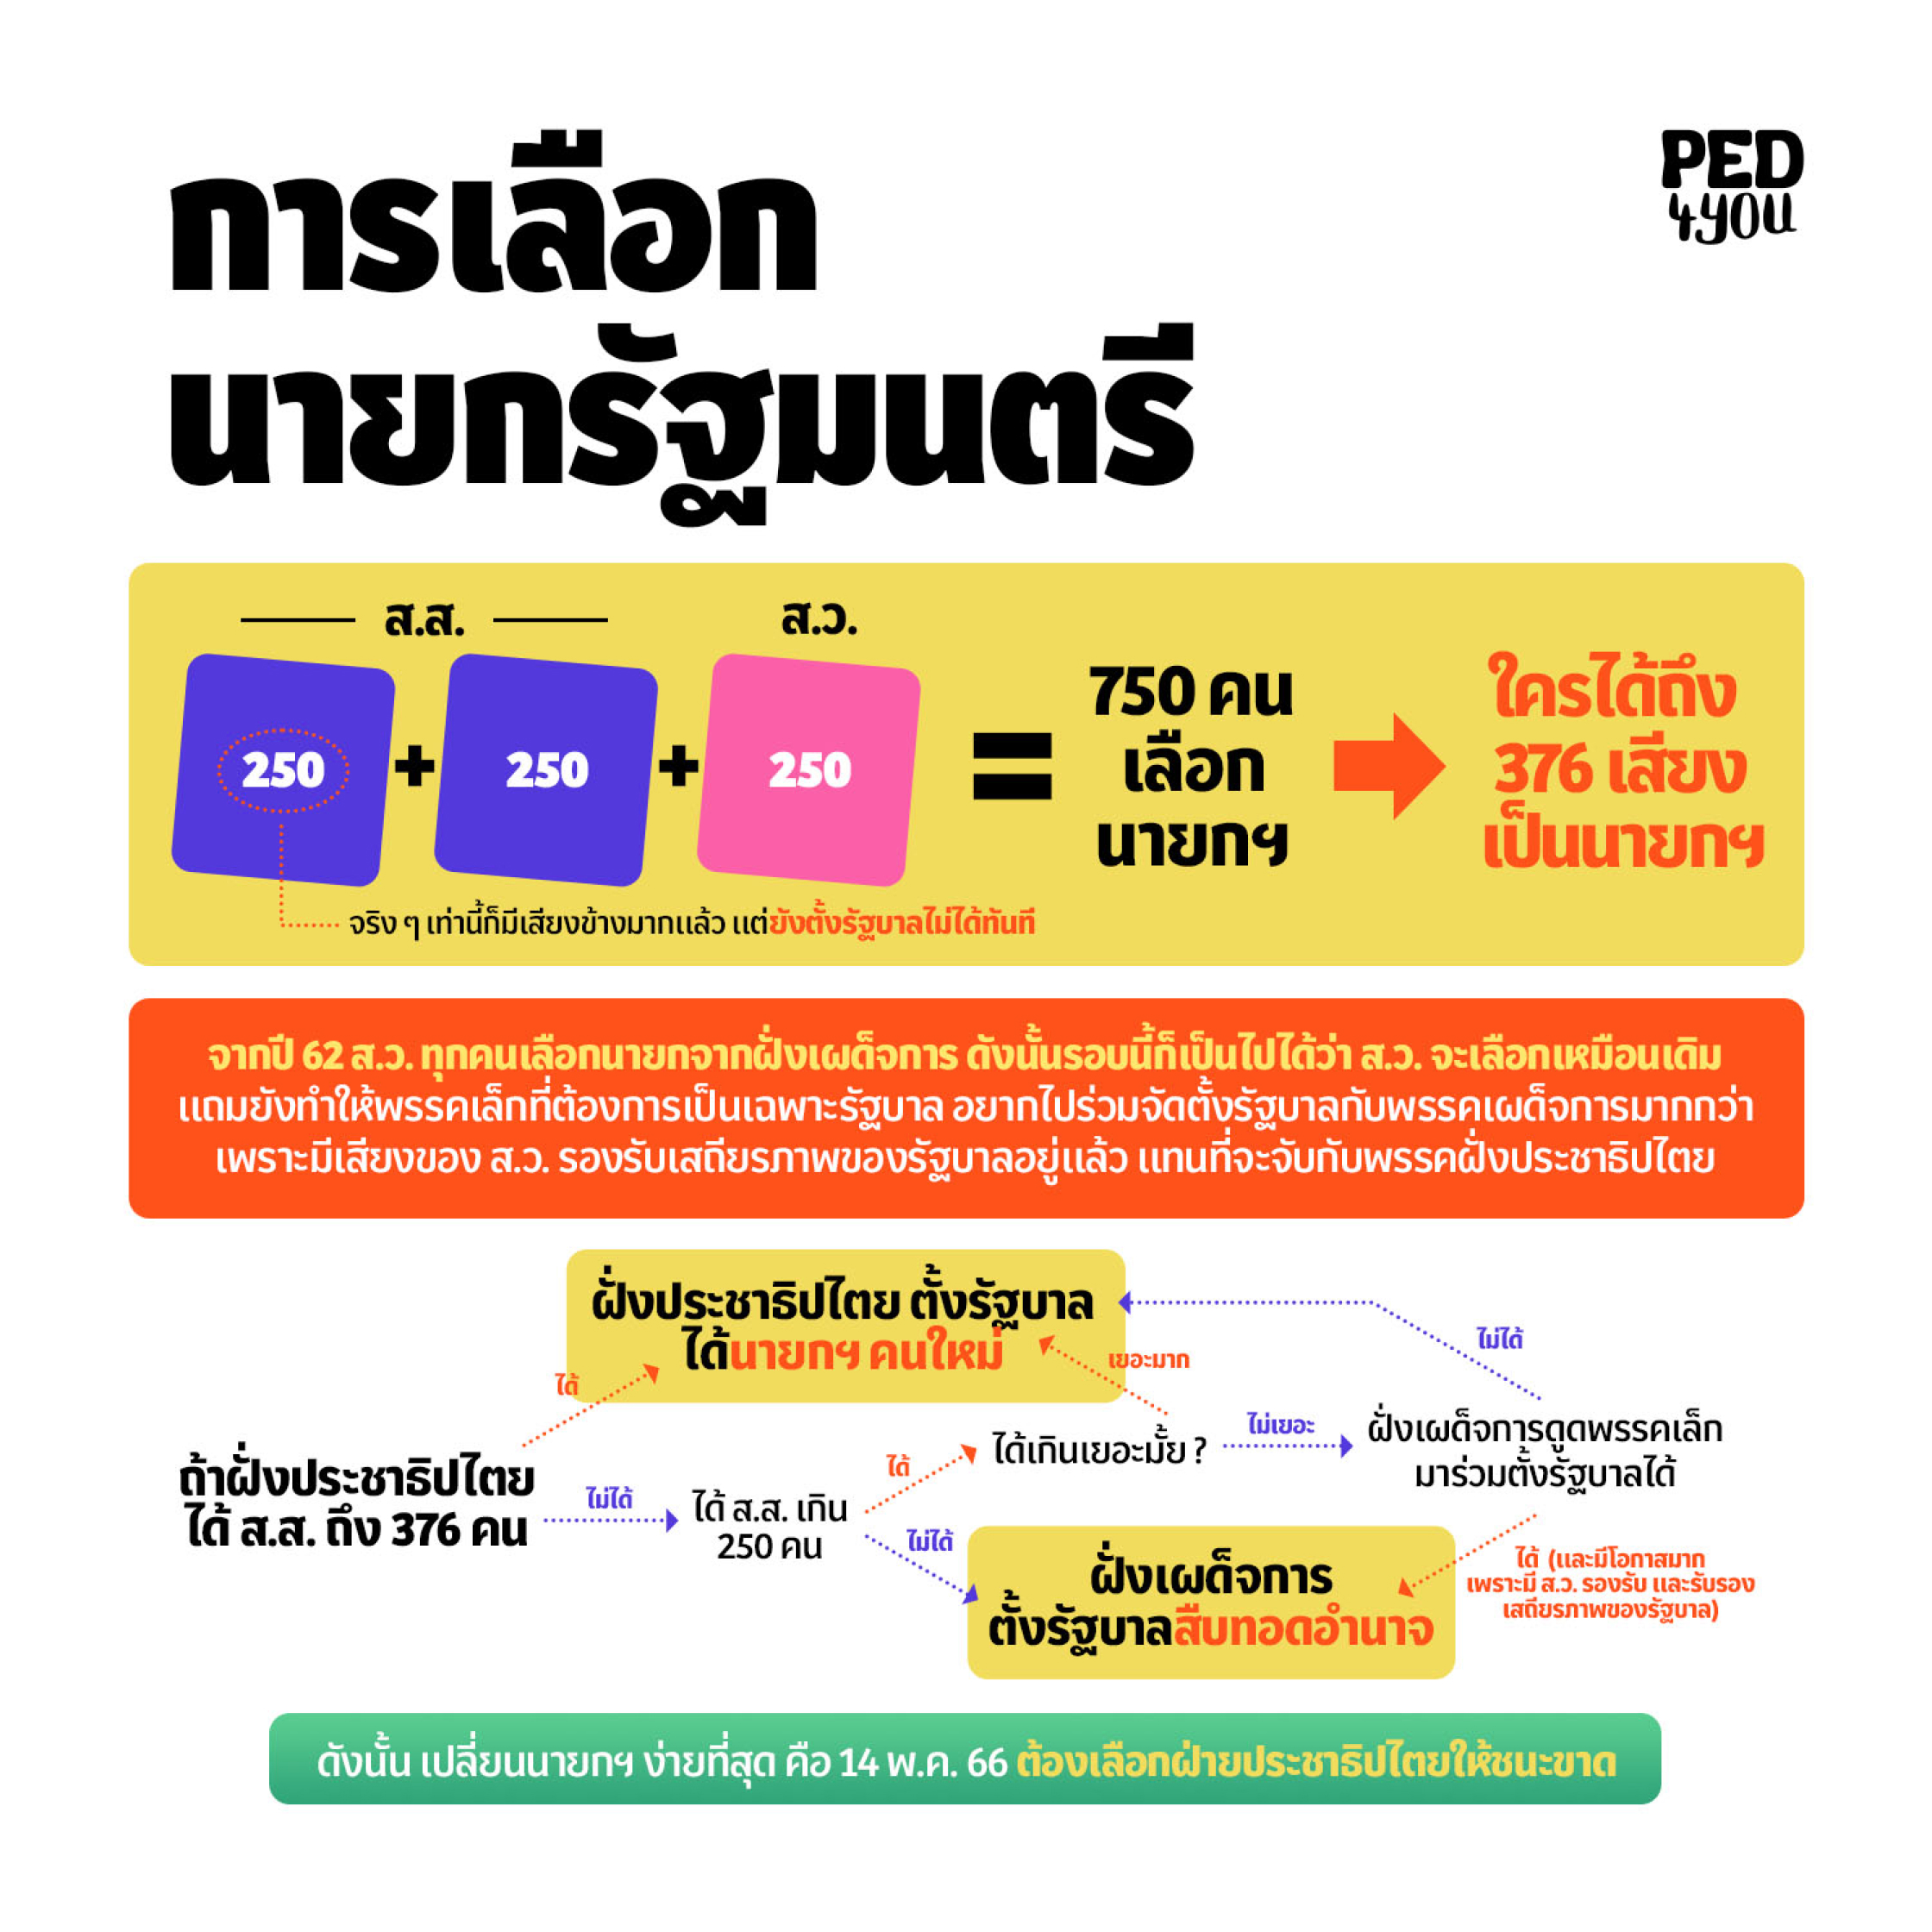 การเลือก
นายกรัฐมนตรี
PED
4YOU
ส.ส.
ส.ว.
250 + 250 + 250 =
750 คน
เลือก
นายกฯ
ใครได้ถึง
376 เสียง
เป็นนายกฯ
จริง ๆ เท่านี้ก็มีเสียงข้างมากแล้ว แต่ยังตั้งรัฐบาลไม่ได้ทันที
จากปี 62 ส.ว. ทุกคนเลือกนายกจากฝั่งเผด็จการ ดังนั้นรอบนี้ก็เป็นไปได้ว่า ส.ว. จะเลือกเหมือนเดิม
แถมยังทำให้พรรคเล็กที่ต้องการเป็นเฉพาะรัฐบาล อยากไปร่วมจัดตั้งรัฐบาลกับพรรคเผด็จการมากกว่า
เพราะมีเสียงของ ส.ว. รองรับเสถียรภาพของรัฐบาลอยู่แล้ว แทนที่จะจับกับพรรคฝั่งประชาธิปไตย
ฝั่งประชาธิปไตย ตั้งรัฐบาล
ได้นายกฯ คนใหม่
ได้
เยอะมาก
ไม่ได้
ถ้าฝั่งประชาธิปไตย
ได้ ส.ส. ถึง 376 คน
ไม่ได้
ได้ ส.ส. เกิน
250 คน
ได้
ไม่ได้
ได้เกินเยอะมั้ย ?
ไม่เยอะ
ฝั่งเผด็จการดูดพรรคเล็ก
มาร่วมตั้งรัฐบาลได้
ฝั่งเผด็จการ
ตั้งรัฐบาลสืบทอดอำนาจ
ได้ (และมีโอกาสมาก
เพราะมี ส.ว. รองรับ และรับรอง
เสถียรภาพของรัฐบาล)
ดังนั้น เปลี่ยนนายกฯ ง่ายที่สุด คือ 14 พ.ค. 66 ต้องเลือกฝ่ายประชาธิปไตยให้ชนะขาด